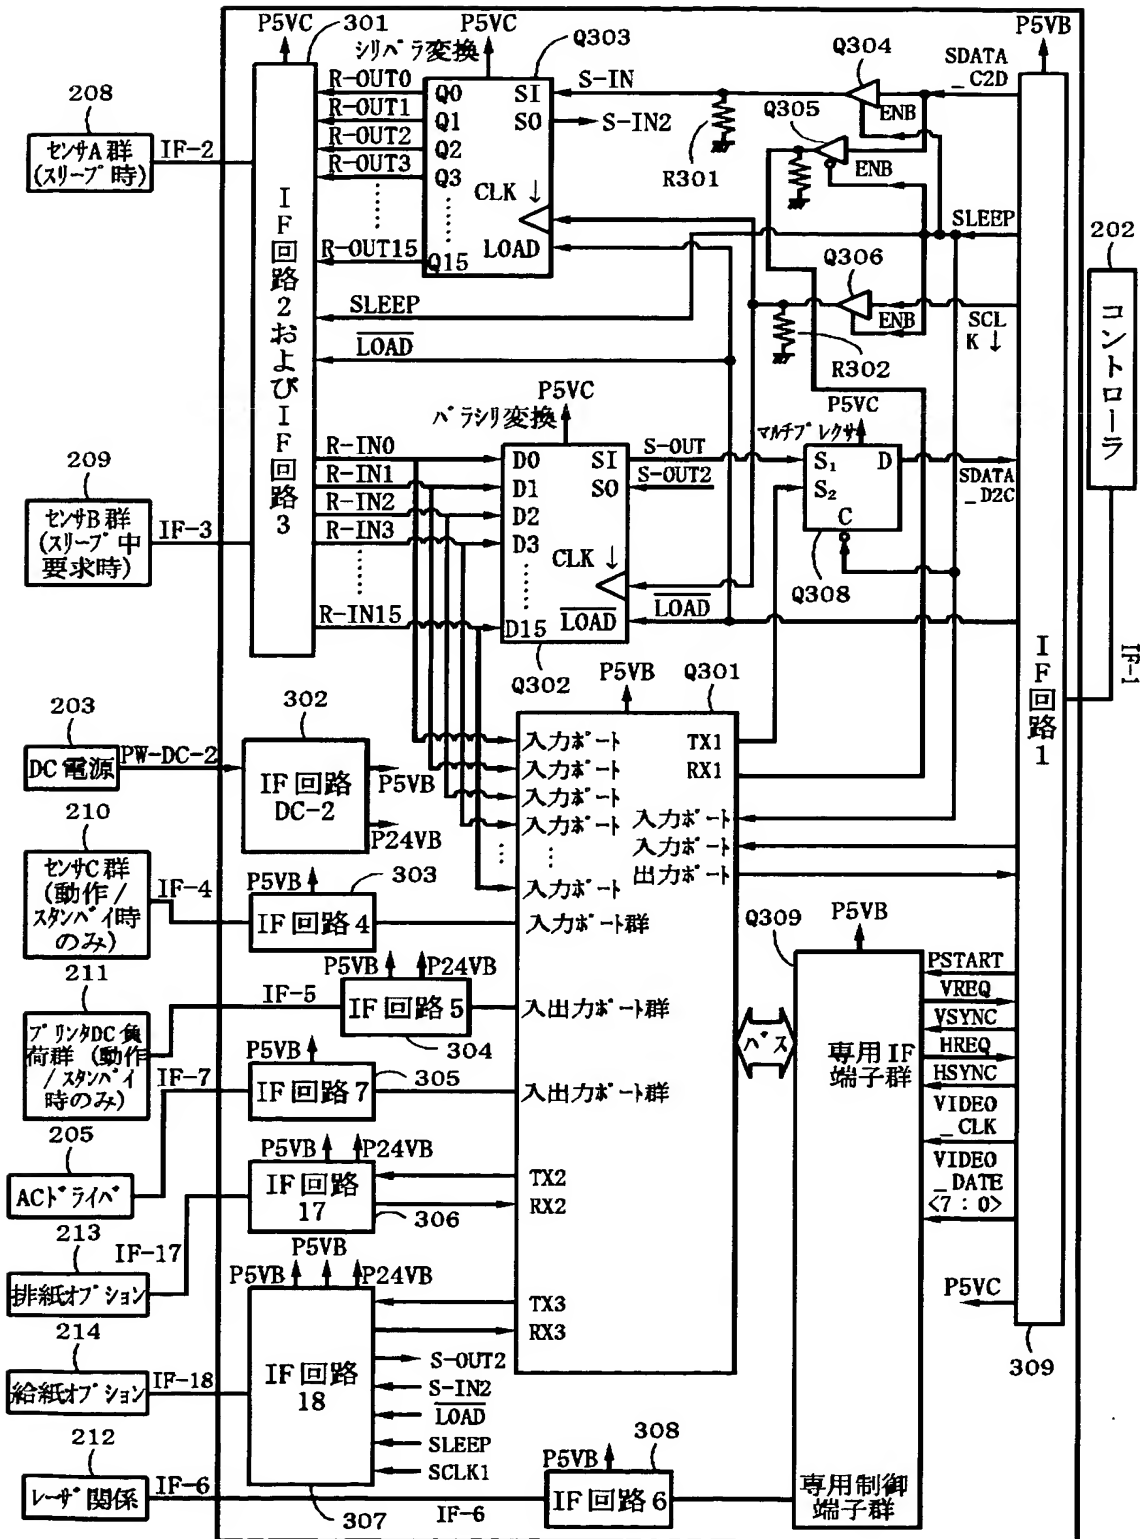 P5VC
301
P5VC
シリパラ変換
Q303
R-OUT0
R-OUT1
R-OUT2
R-OUT3
R-OUT15
Q0
Q1
Q2
Q3
Q15
SI
SO
CLK ↓
LOAD
S-IN
S-IN2
R301
Q304
ENB
Q305
ENB
SDATA
_C2D
P5VB
SLEEP
Q306
ENB
SCL
K ↓
R302
208
センサA群
(スリープ時)
IF-2
IF回路2およびIF回路3
SLEEP
LOAD
202
コントローラ
IF-1
209
センサB群
(スリープ中
要求時)
IF-3
P5VC
パラシリ変換
R-IN0
R-IN1
R-IN2
R-IN3
R-IN15
D0
D1
D2
D3
D15
SI
SO
CLK ↓
LOAD
Q302
S-OUT
S-OUT2
LOAD
P5VC
マルチプレクサ
S₁
S₂
D
C
Q308
SDATA
_D2C
IF回路1
203
DC電源
PW-DC-2
302
IF回路
DC-2
P5VB
P24VB
P5VB
Q301
入力ポート
入力ポート
入力ポート
入力ポート
入力ポート
入力ポート群
入出力ポート群
入出力ポート群
TX1
RX1
入力ポート
入力ポート
出力ポート
TX2
RX2
TX3
RX3
210
センサC群
(動作/
スタンバイ時
のみ)
IF-4
P5VB
303
IF回路4
211
プリンタDC負
荷群(動作
/スタンバイ
時のみ)
IF-5
P5VB
P24VB
IF回路5
304
IF-7
P5VB
305
IF回路7
205
ACドライバ
P5VB
P24VB
IF回路
17
306
213
排紙オプション
IF-17
P5VB
P5VB
P24VB
IF回路
18
307
S-OUT2
S-IN2
LOAD
SLEEP
SCLK1
214
給紙オプション
IF-18
212
レーザ関係
IF-6
IF-6
P5VB
308
IF回路6
バス
Q309
P5VB
専用IF
端子群
専用制御
端子群
PSTART
VREQ
VSYNC
HREQ
HSYNC
VIDEO
_CLK
VIDEO
_DATE
<7:0>
P5VC
309